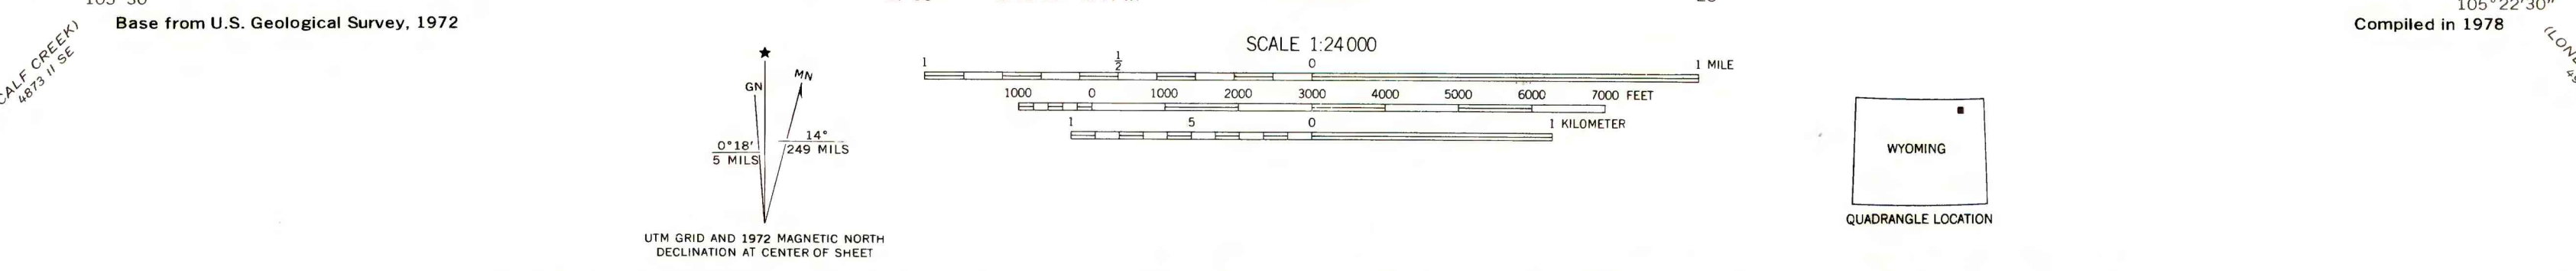 105°22'30"
Base from U.S. Geological Survey, 1972
Compiled in 1978
CALF CREEK)
4873 II SE
SCALE 1:24 000
1 1/2 0 1 MILE
1000 0 1000 2000 3000 4000 5000 6000 7000 FEET
1 5 0 1 KILOMETER
★
GN
MN
0°18'
5 MILS
14°
249 MILS
UTM GRID AND 1972 MAGNETIC NORTH
DECLINATION AT CENTER OF SHEET
WYOMING
QUADRANGLE LOCATION